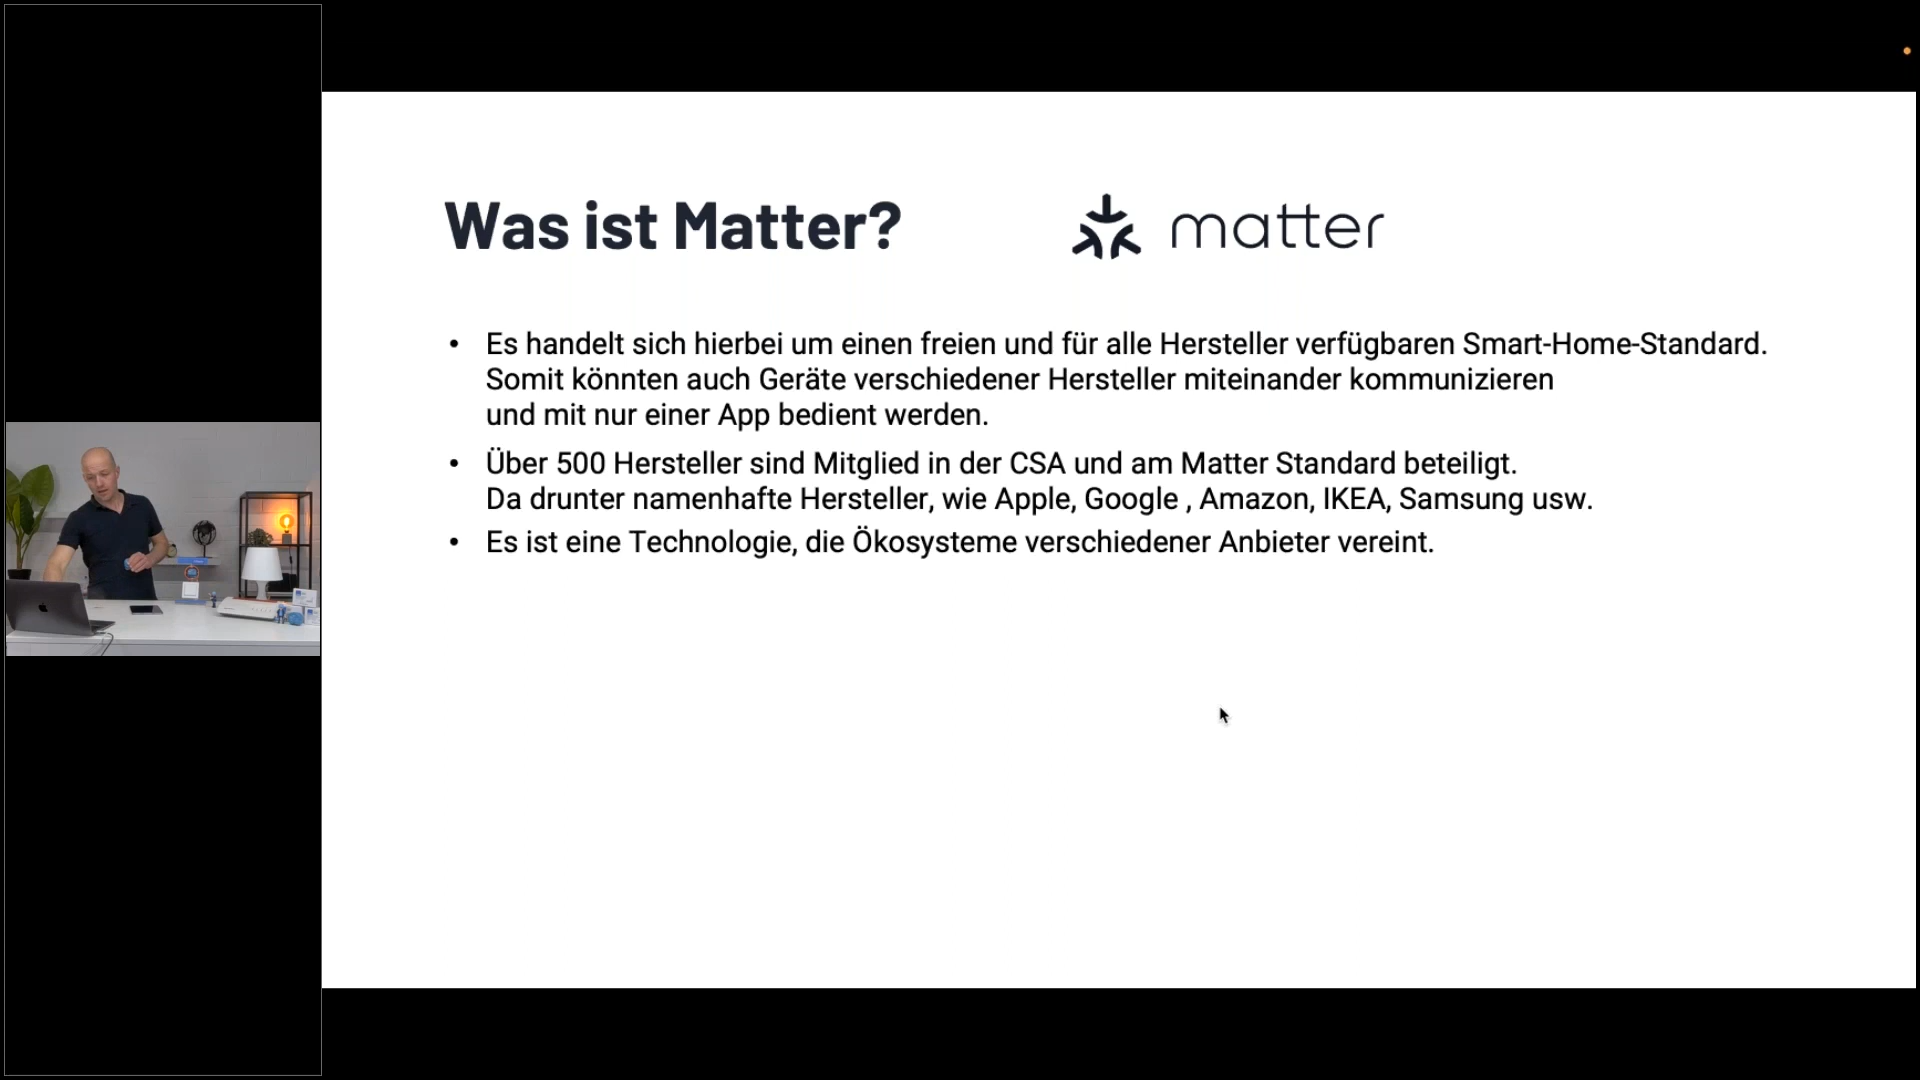 Was ist Matter?
matter
• Es handelt sich hierbei um einen freien und für alle Hersteller verfügbaren Smart-Home-Standard.
Somit könnten auch Geräte verschiedener Hersteller miteinander kommunizieren
und mit nur einer App bedient werden.
• Über 500 Hersteller sind Mitglied in der CSA und am Matter Standard beteiligt.
Da drunter namenhafte Hersteller, wie Apple, Google , Amazon, IKEA, Samsung usw.
• Es ist eine Technologie, die Ökosysteme verschiedener Anbieter vereint.